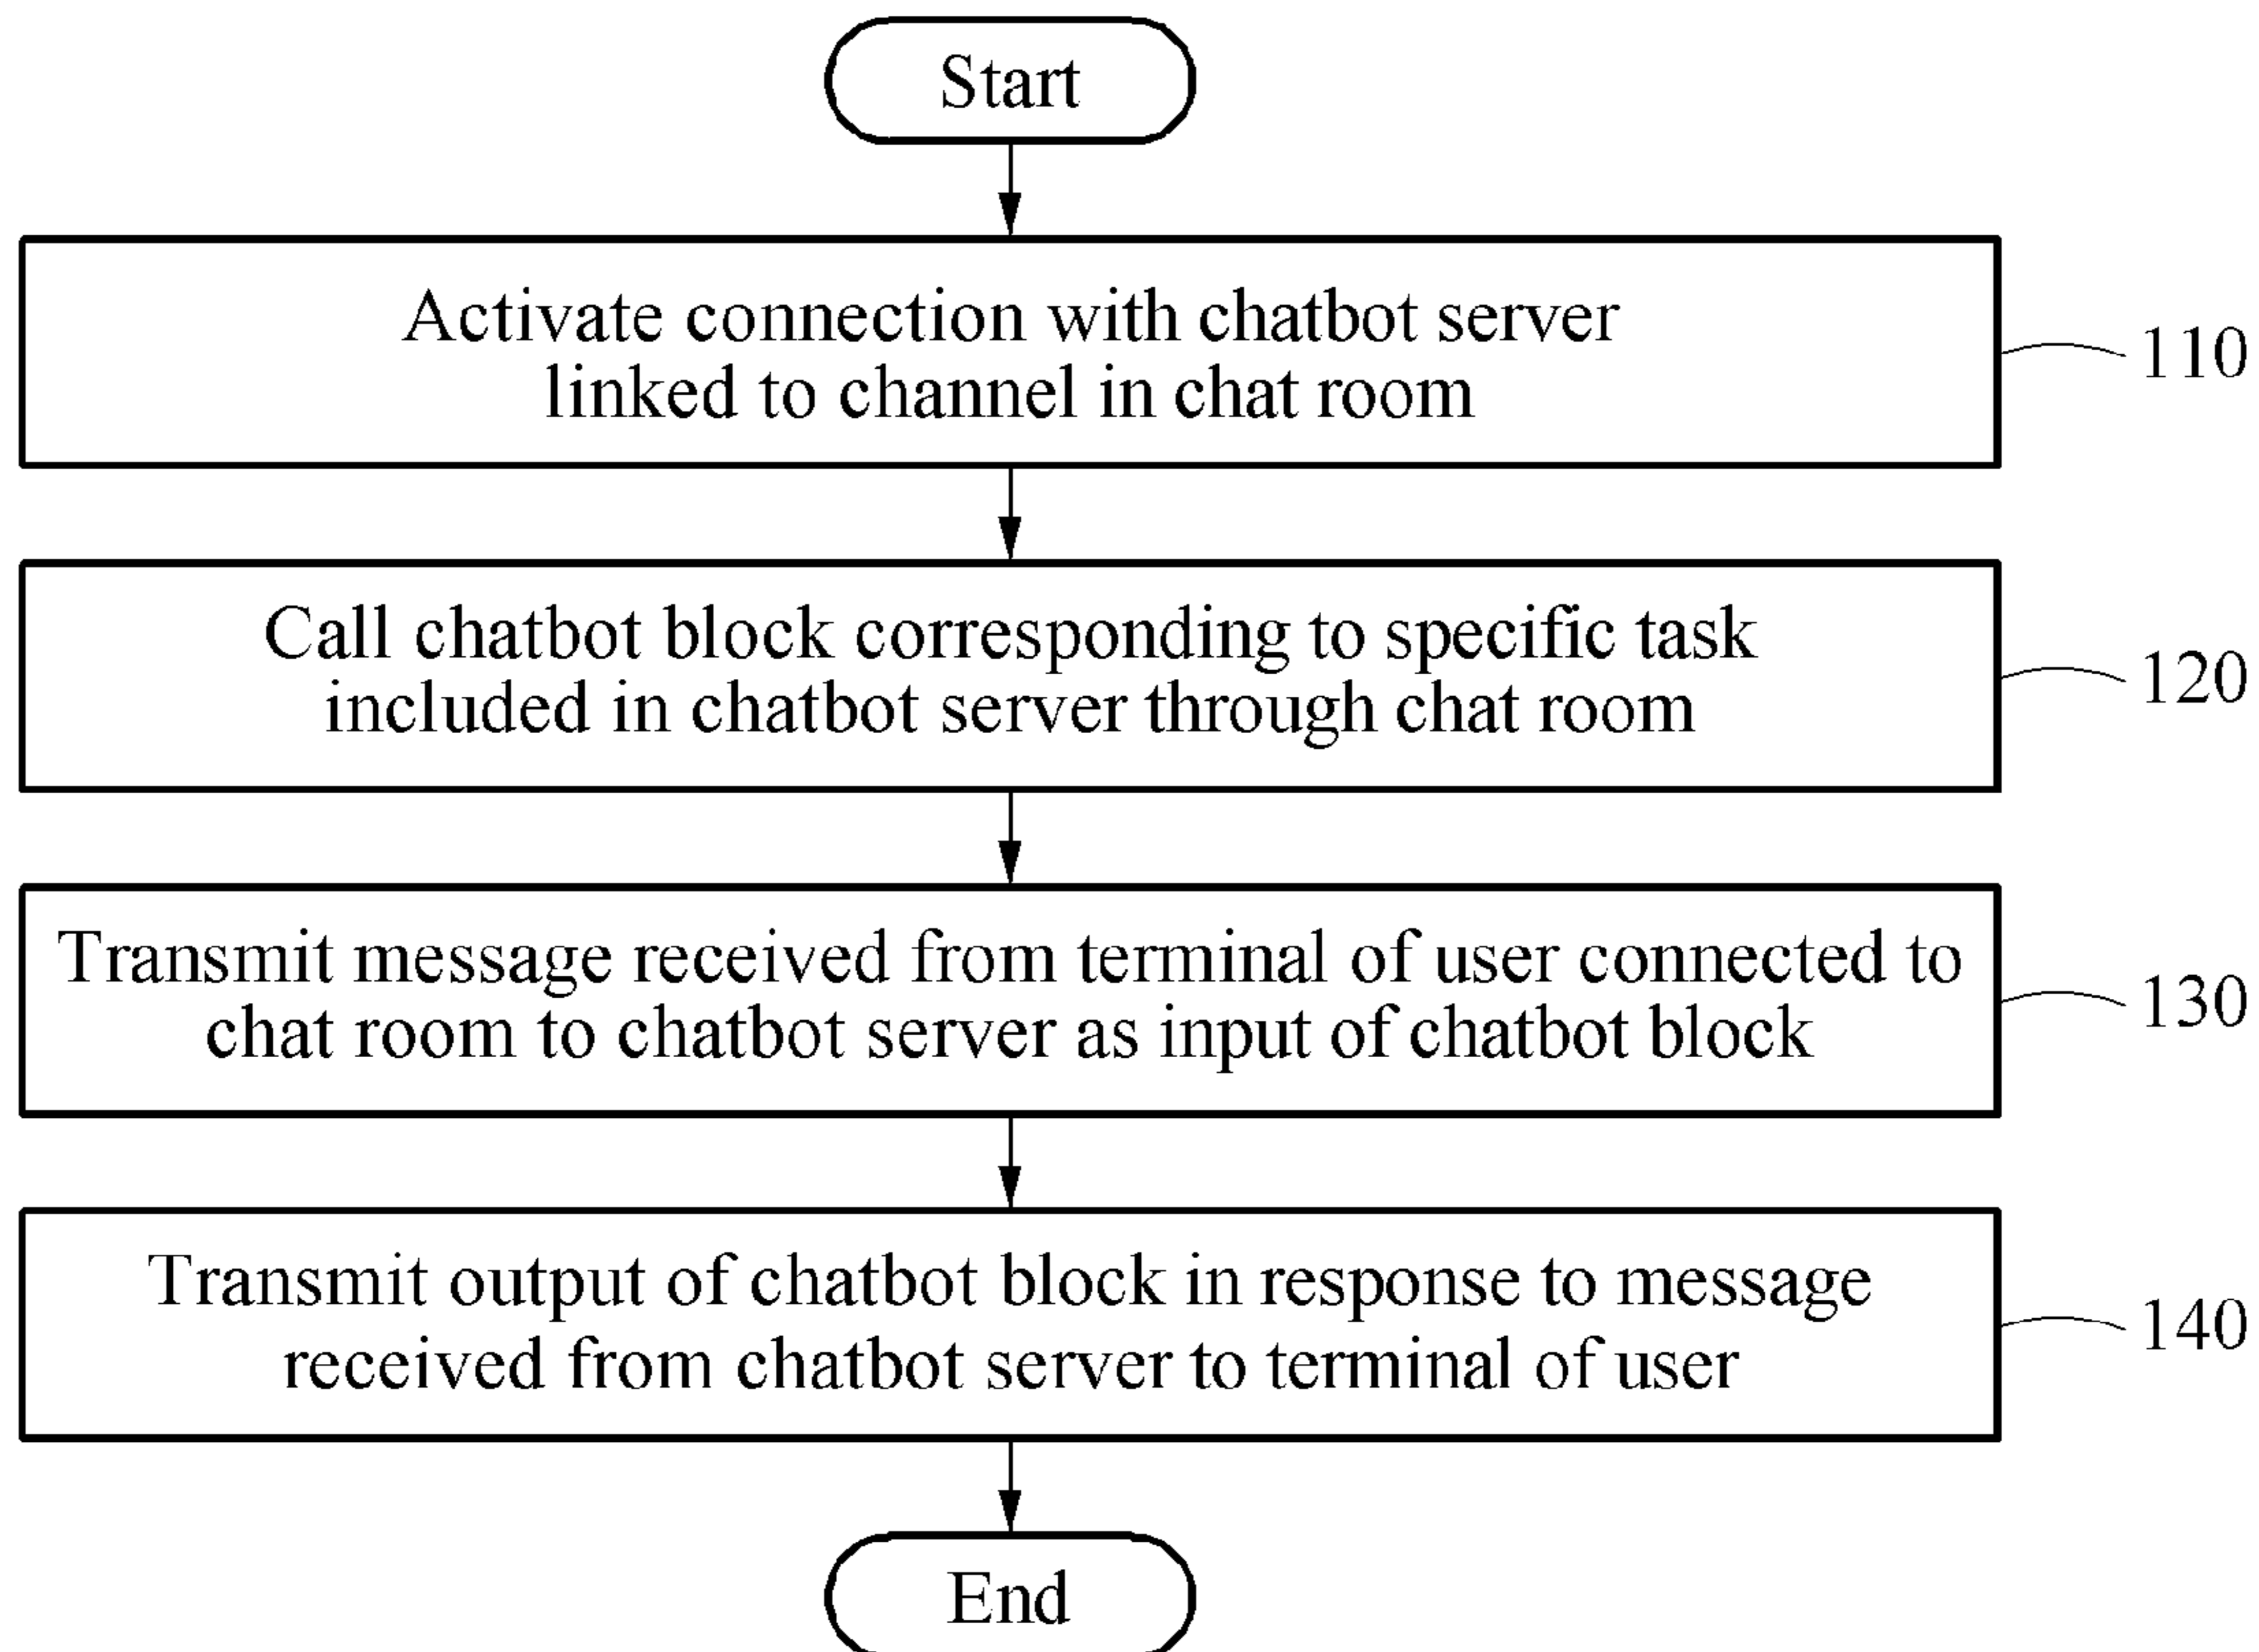 Start
Activate connection with chatbot server
linked to channel in chat room
110
Call chatbot block corresponding to specific task
included in chatbot server through chat room
120
Transmit message received from terminal of user connected to
chat room to chatbot server as input of chatbot block
130
Transmit output of chatbot block in response to message
received from chatbot server to terminal of user
140
End